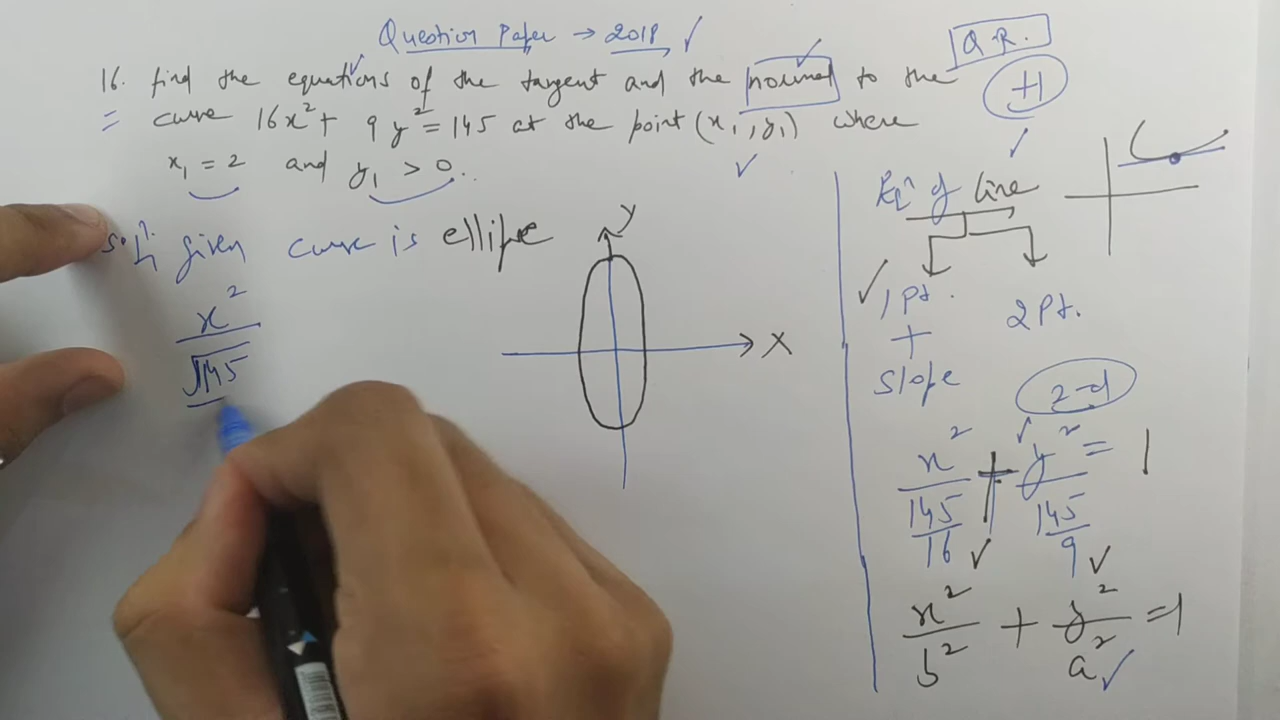 Question Paper → 2018 ✓
Q.R.
16. find the equations of the tangent and the normal to the
H
= curve 16x² + 9y² = 145 at the point (x₁, y₁) where
x₁ = 2 and y₁ > 0..
Solⁿ given curve is ellipse
x²
√145
Y
X
Eqⁿ of line
1 pt.
+
slope
2 pt.
2-d
x²/(145/16) + y²/(145/9) = 1
x²/b² + y²/a² = 1